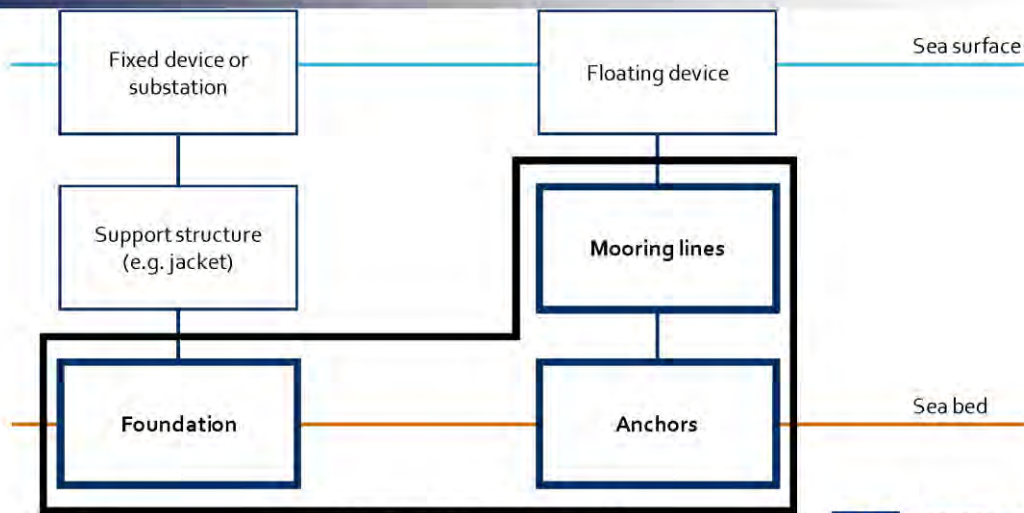 Fixed device or
substation
Floating device
Sea surface
Support structure
(e.g. jacket)
Mooring lines
Foundation
Anchors
Sea bed